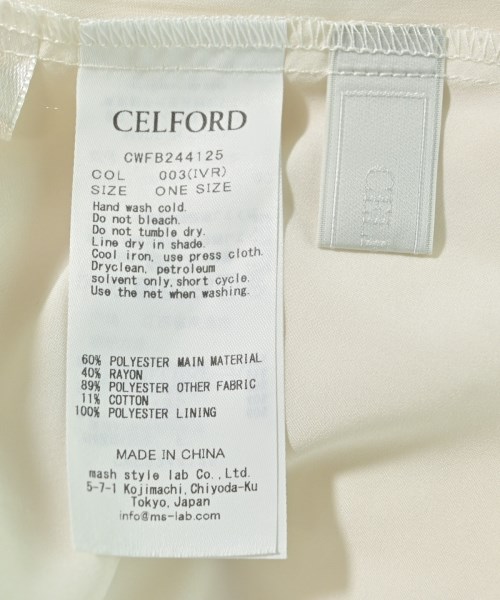 CELFORD
CWFB244125
COL 003(IVR)
SIZE ONE SIZE
Hand wash cold.
Do not bleach.
Do not tumble dry.
Line dry in shade.
Cool iron, use press cloth.
Dryclean, petroleum
solvent only,short cycle.
Use the net when washing.
60% POLYESTER MAIN MATERIAL
40% RAYON
89% POLYESTER OTHER FABRIC
11% COTTON
100% POLYESTER LINING
MADE IN CHINA
mash style lab Co.,Ltd.
5-7-1 Kojimachi,Chiyoda-Ku
Tokyo,Japan
info@ms-lab.com